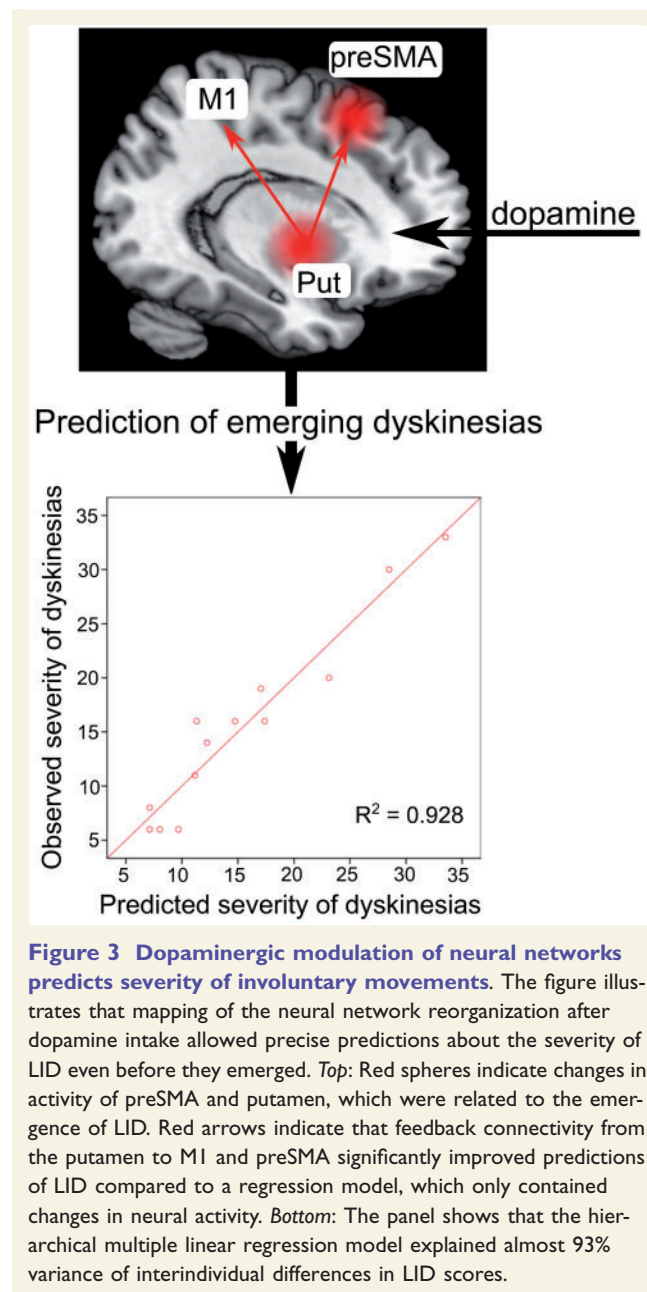 preSMA
M1
dopamine
Put
Prediction of emerging dyskinesias
Observed severity of dyskinesias
35
30
25
20
15
10
5
R² = 0.928
5 10 15 20 25 30 35
Predicted severity of dyskinesias
Figure 3 Dopaminergic modulation of neural networks
predicts severity of involuntary movements. The figure illus-
trates that mapping of the neural network reorganization after
dopamine intake allowed precise predictions about the severity of
LID even before they emerged. Top: Red spheres indicate changes in
activity of preSMA and putamen, which were related to the emer-
gence of LID. Red arrows indicate that feedback connectivity from
the putamen to M1 and preSMA significantly improved predictions
of LID compared to a regression model, which only contained
changes in neural activity. Bottom: The panel shows that the hier-
archical multiple linear regression model explained almost 93%
variance of interindividual differences in LID scores.